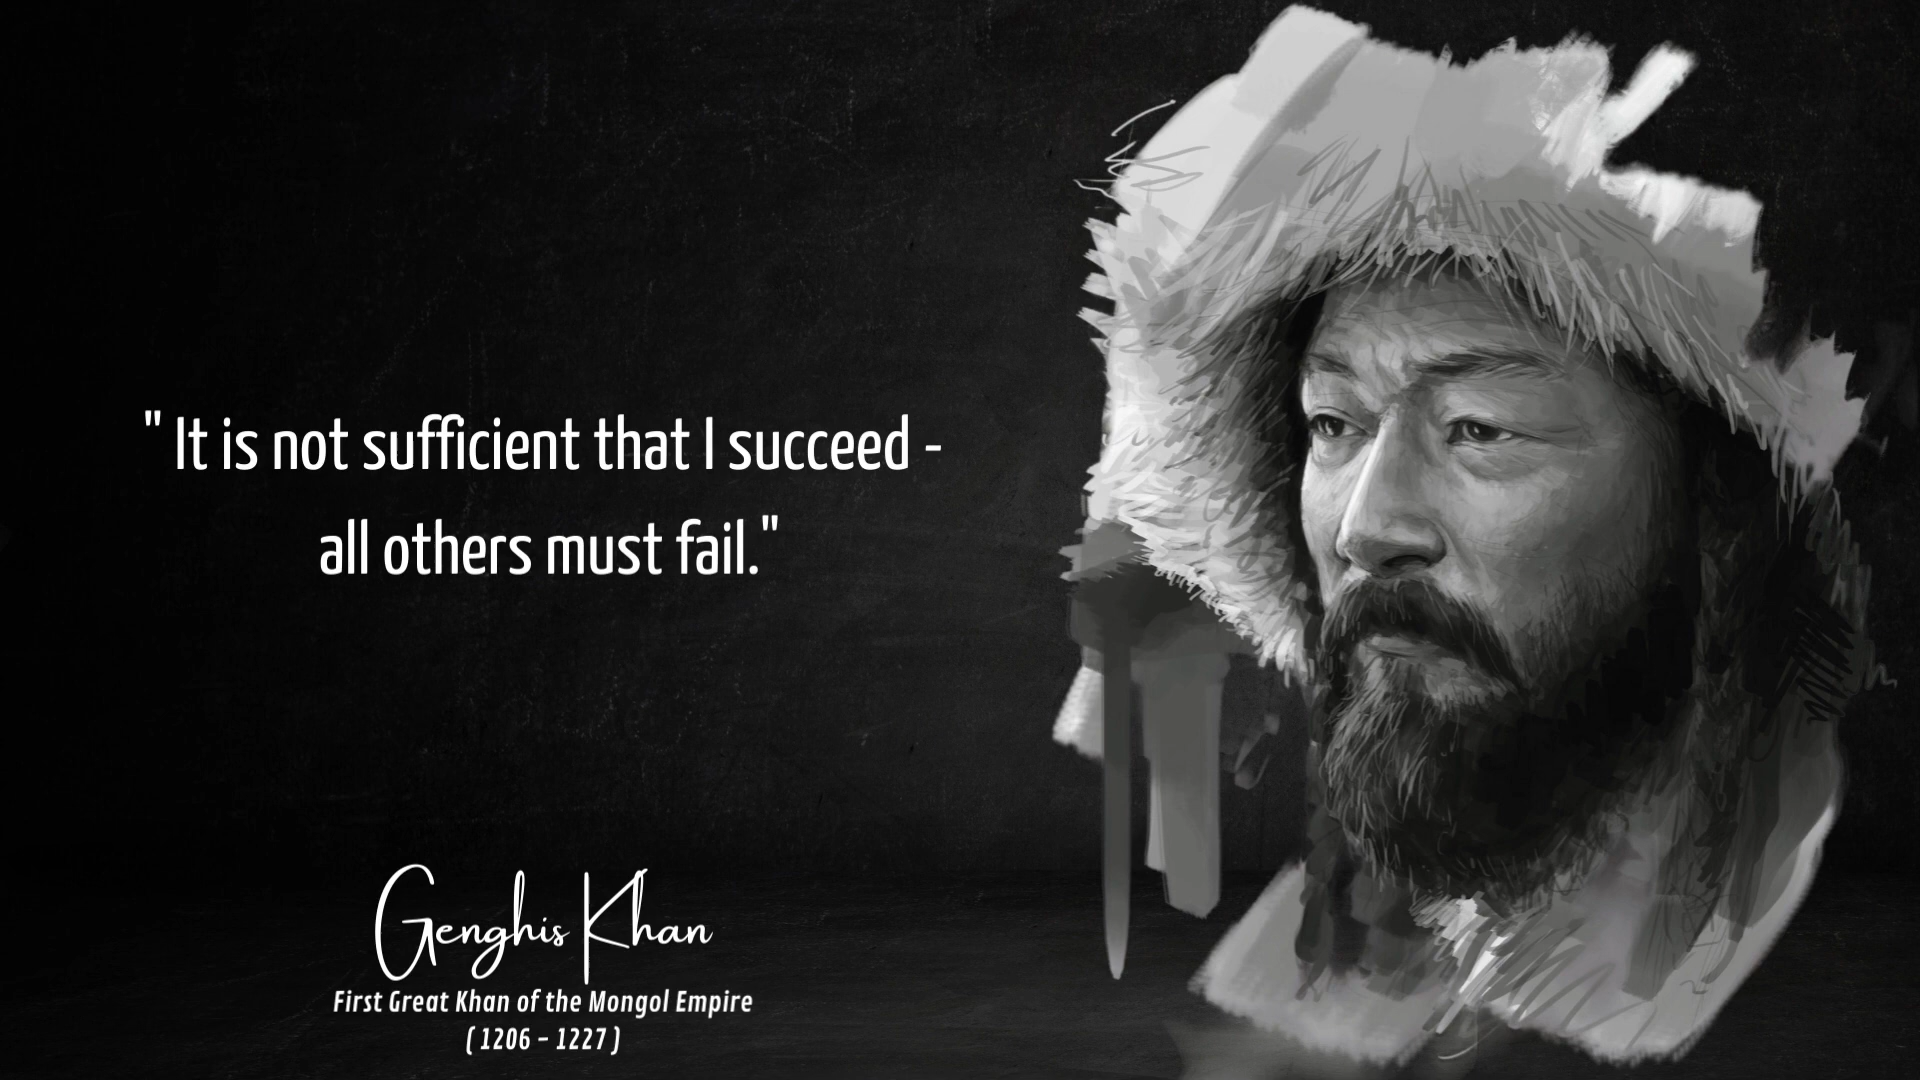 " It is not sufficient that I succeed -
all others must fail."
Genghis Khan
First Great Khan of the Mongol Empire
( 1206 – 1227 )